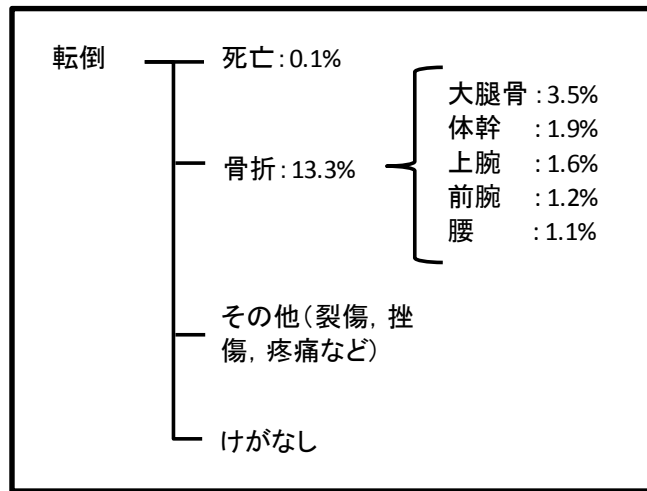 転倒
死亡：0.1%
骨折：13.3%
大腿骨：3.5%
体幹：1.9%
上腕：1.6%
前腕：1.2%
腰：1.1%
その他（裂傷，挫
傷，疼痛など）
けがなし